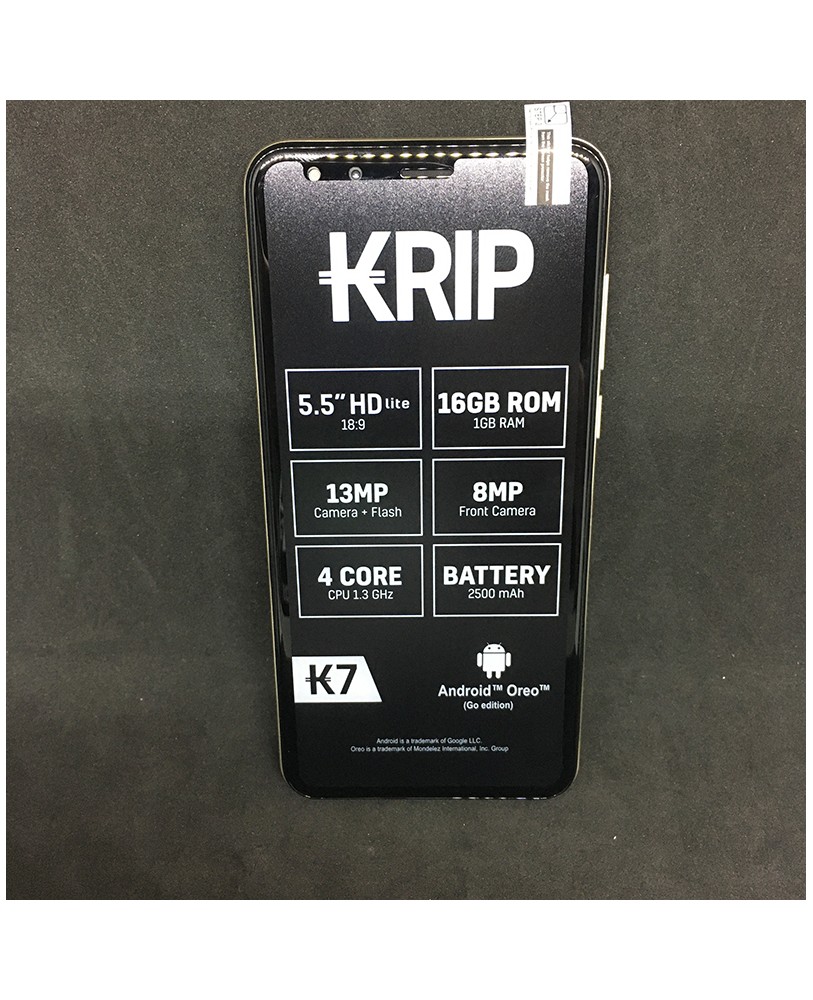 KRIP
5.5" HD lite
18:9
16GB ROM
1GB RAM
13MP
Camera + Flash
8MP
Front Camera
4 CORE
CPU 1.3 GHz
BATTERY
2500 mAh
K7
Android™ Oreo™
(Go edition)
Android is a trademark of Google LLC.
Oreo is a trademark of Mondelez International, Inc. Group